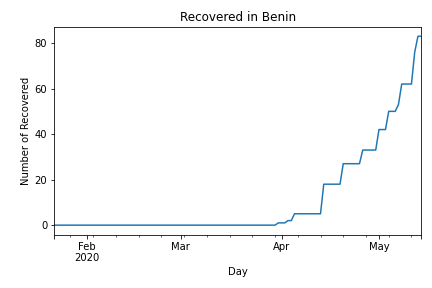 Recovered in Benin
Number of Recovered
80
60
40
20
0
Feb
2020
Mar
Apr
May
Day